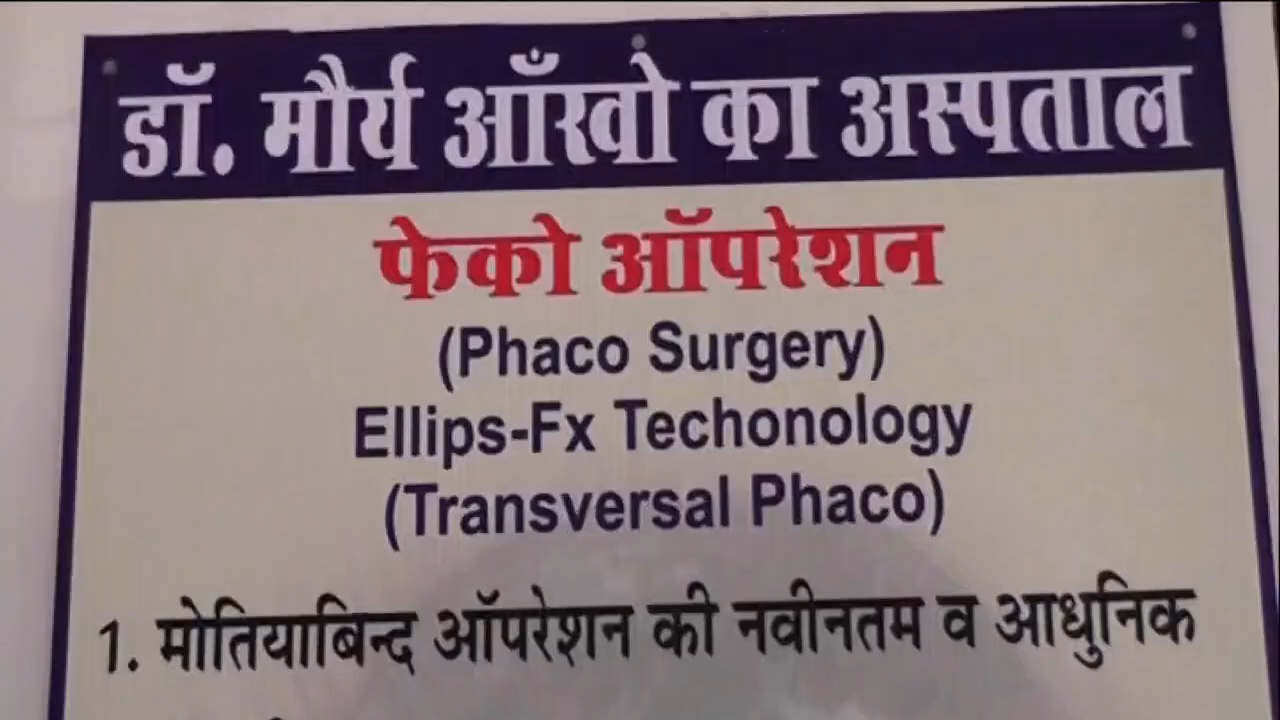 डॉ. मौर्य आँखो का अस्पताल
फेको ऑपरेशन
(Phaco Surgery)
Ellips-Fx Techonology
(Transversal Phaco)
1. मोतियाबिन्द ऑपरेशन की नवीनतम व आधुनिक